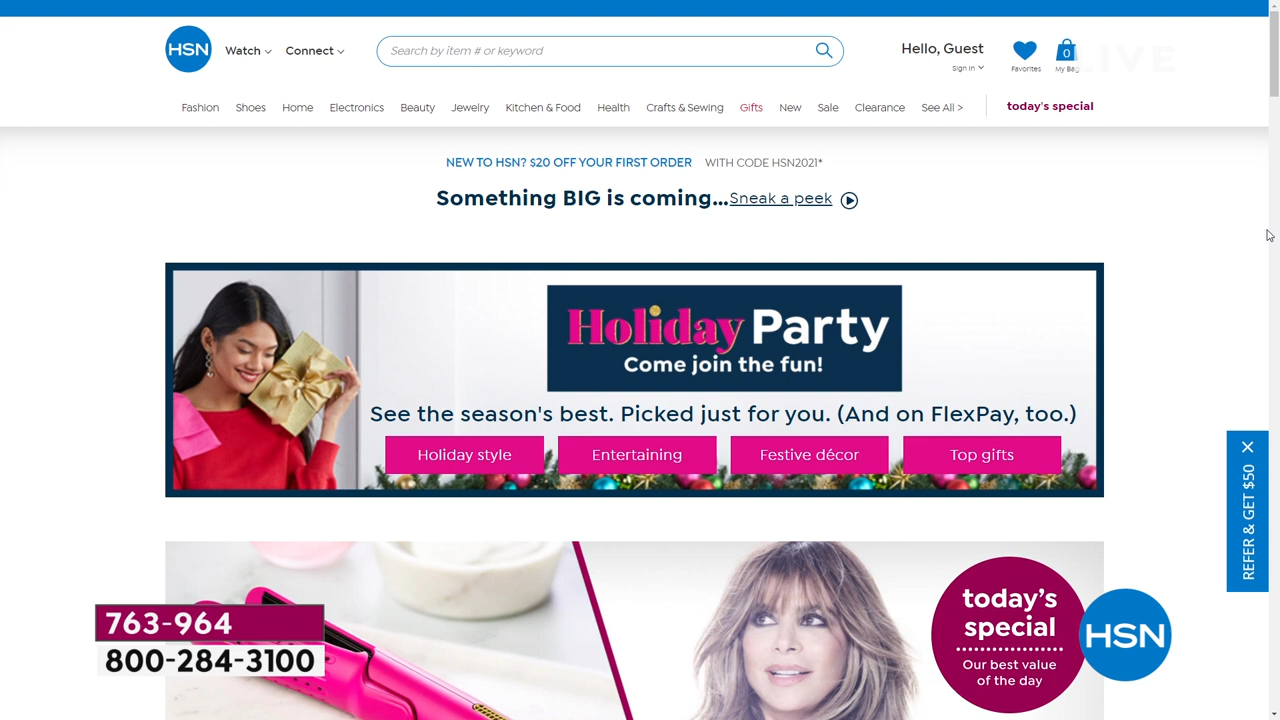 HSN
Watch
Connect
Search by item # or keyword
Hello, Guest
Sign in
Favorites
0
My Bag
LIVE
Fashion
Shoes
Home
Electronics
Beauty
Jewelry
Kitchen & Food
Health
Crafts & Sewing
Gifts
New
Sale
Clearance
See All >
today's special
NEW TO HSN? $20 OFF YOUR FIRST ORDER WITH CODE HSN2021*
Something BIG is coming...Sneak a peek
Holiday Party
Come join the fun!
See the season's best. Picked just for you. (And on FlexPay, too.)
Holiday style
Entertaining
Festive décor
Top gifts
REFER & GET $50
today's
special
Our best value
of the day
HSN
763-964
800-284-3100